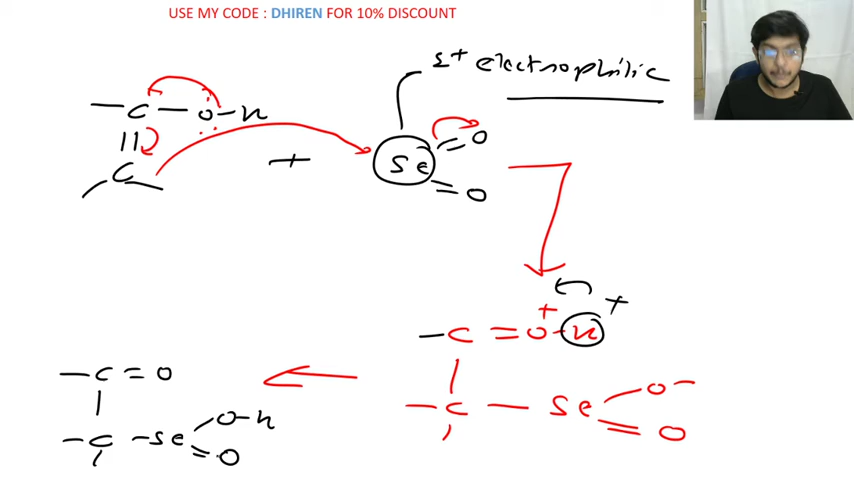 USE MY CODE : DHIREN FOR 10% DISCOUNT
s+ electrophilic
— C — O — H
||
C
+
Se = O
= O
+
— C = O — H +
|
— C — Se — O −
= O
— C = O
|
— C — Se — O — H
= O